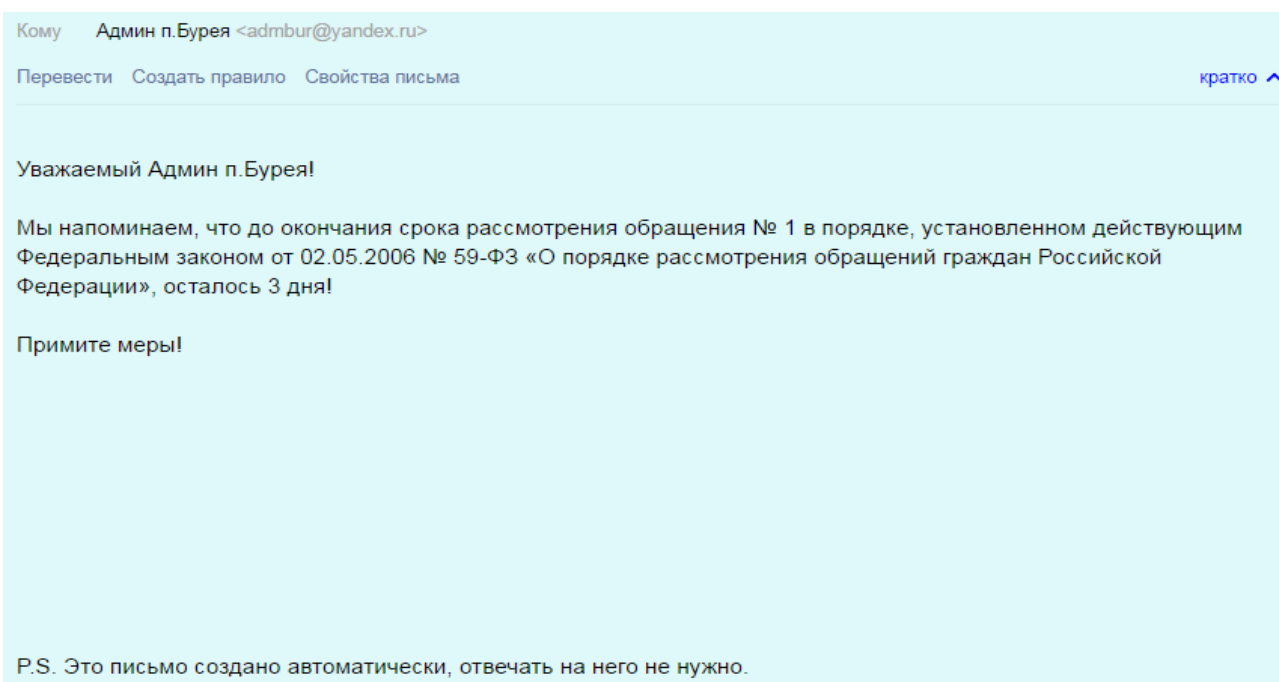 Кому Админ п.Бурея <admbur@yandex.ru>
Перевести Создать правило Свойства письма кратко
Уважаемый Админ п.Бурея!
Мы напоминаем, что до окончания срока рассмотрения обращения № 1 в порядке, установленном действующим
Федеральным законом от 02.05.2006 № 59-ФЗ «О порядке рассмотрения обращений граждан Российской
Федерации», осталось 3 дня!
Примите меры!
P.S. Это письмо создано автоматически, отвечать на него не нужно.